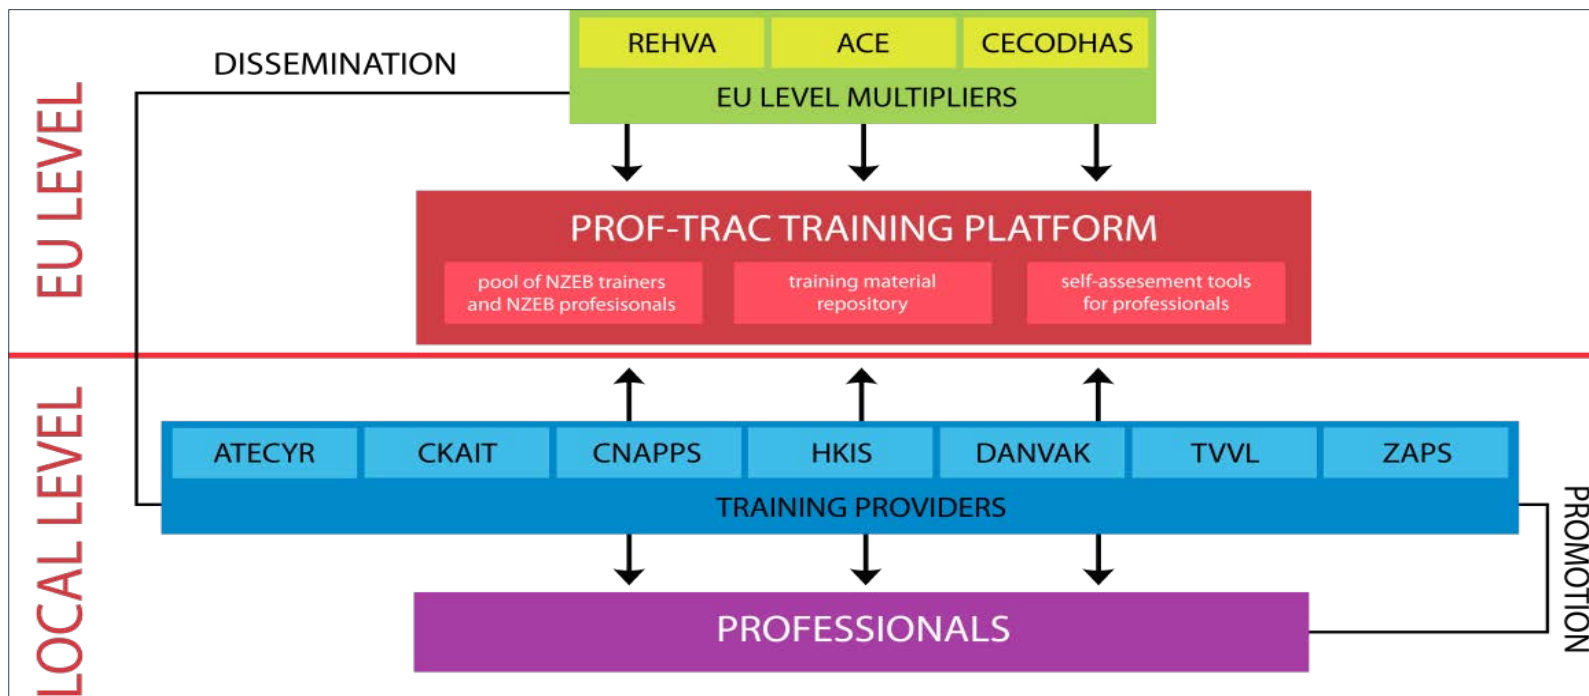 EU LEVEL
DISSEMINATION
REHVA
ACE
CECODHAS
EU LEVEL MULTIPLIERS
PROF-TRAC TRAINING PLATFORM
pool of NZEB trainers
and NZEB profesisonals
training material
repository
self-assesement tools
for professionals
LOCAL LEVEL
ATECYR
CKAIT
CNAPPS
HKIS
DANVAK
TVVL
ZAPS
TRAINING PROVIDERS
PROMOTION
PROFESSIONALS